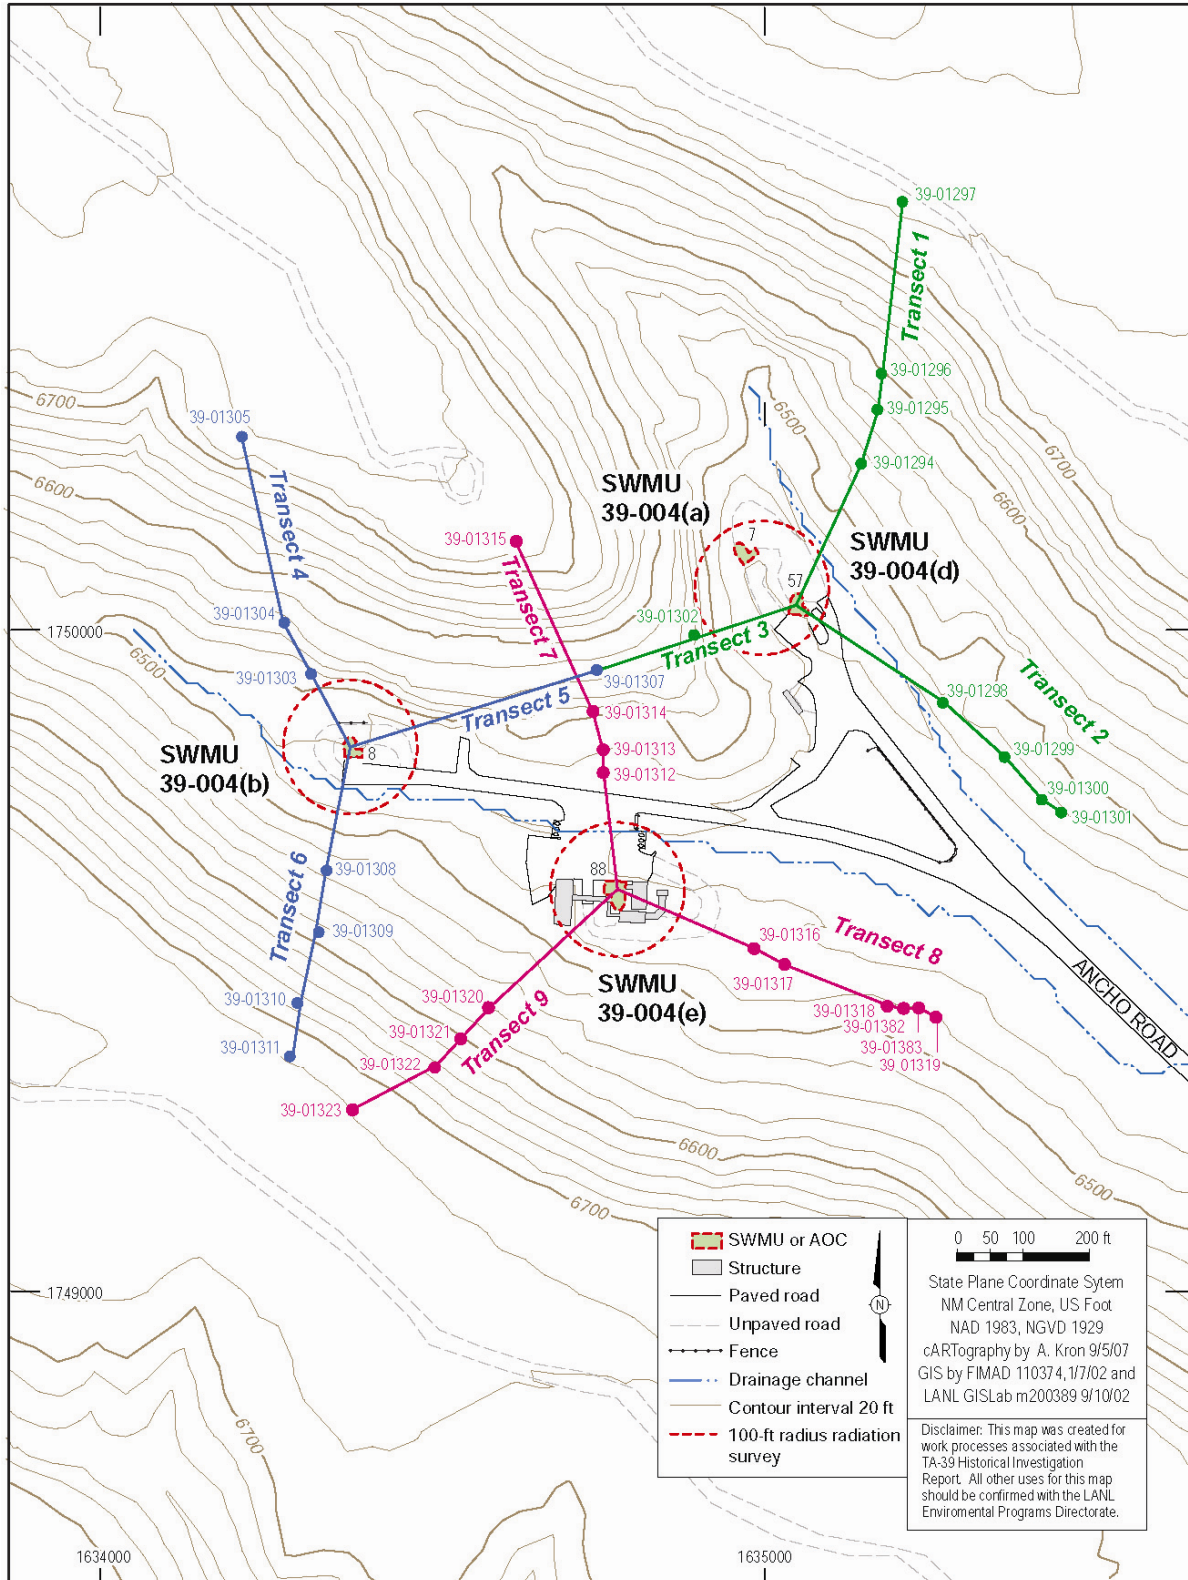 39-01297
Transect 1
39-01296
6700
39-01305
39-01295
6500
6700
39-01294
6600
SWMU
39-004(a)
6600
Transect 4
39-01315
7
SWMU
39-004(d)
57
39-01304
Transect 7
39-01302
1750000
Transect 3
6500
39-01303
39-01307
Transect 5
39-01298
Transect 2
39-01314
SWMU
39-004(b)
8
39-01313
39-01299
39-01312
39-01300
39-01301
88
39-01308
Transect 6
39-01309
39-01316
Transect 8
39-01317
ANCHO ROAD
SWMU
39-004(e)
39-01310
39-01320
Transect 9
39-01318
39-01382
39-01321
39-01311
39-01383
39-01322
39-01319
39-01323
6600
6500
6700
1749000
6700
SWMU or AOC
Structure
Paved road
Unpaved road
Fence
Drainage channel
Contour interval 20 ft
100-ft radius radiation
survey
N
0 50 100 200 ft
State Plane Coordinate Sytem
NM Central Zone, US Foot
NAD 1983, NGVD 1929
cARTography by A. Kron 9/5/07
GIS by FIMAD 110374,1/7/02 and
LANL GISLab m200389 9/10/02
Disclaimer: This map was created for
work processes associated with the
TA-39 Historical Investigation
Report. All other uses for this map
should be confirmed with the LANL
Enviromental Programs Directorate.
1634000
1635000